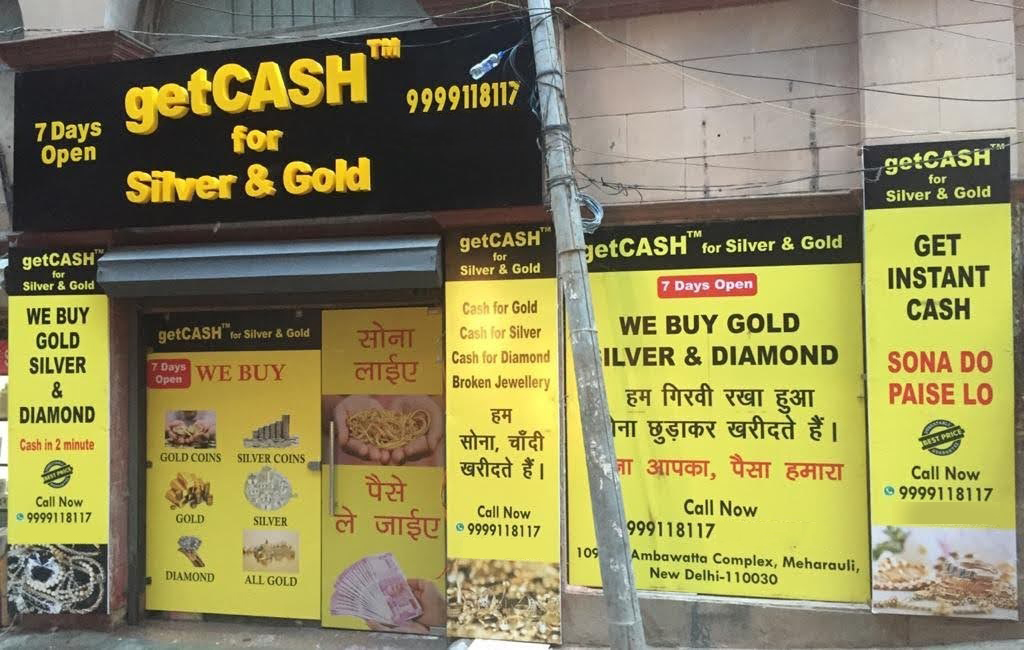 getCASH™
for
Silver & Gold
7 Days
Open
9999118117
getCASH™
for
Silver & Gold
WE BUY
GOLD
SILVER
&
DIAMOND
Cash in 2 minute
BEST PRICE
Call Now
9999118117
getCASH™ for Silver & Gold
7 Days
Open
WE BUY
GOLD COINS
SILVER COINS
GOLD
SILVER
DIAMOND
ALL GOLD
सोना
लाईए
पैसे
ले जाईए
getCASH™
for
Silver & Gold
Cash for Gold
Cash for Silver
Cash for Diamond
Broken Jewellery
हम
सोना, चाँदी
खरीदते हैं।
Call Now
9999118117
getCASH™ for Silver & Gold
7 Days Open
WE BUY GOLD
SILVER & DIAMOND
हम गिरवी रखा हुआ
छुड़ाकर खरीदते हैं।
आपका, पैसा हमारा
Call Now
999118117
Ambawatta Complex, Meharauli,
New Delhi-110030
getCASH™
for
Silver & Gold
GET
INSTANT
CASH
SONA DO
PAISE LO
BEST PRICE
Call Now
9999118117